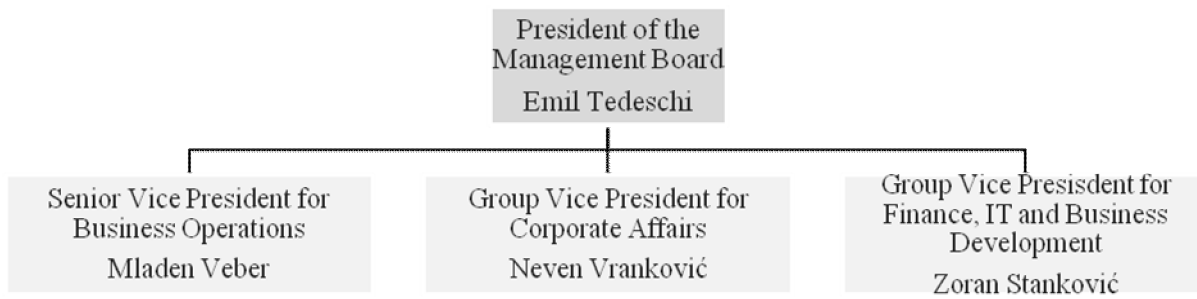 President of the
Management Board
Emil Tedeschi
Senior Vice President for
Business Operations
Mladen Veber
Group Vice President for
Corporate Affairs
Neven Vranković
Group Vice Presisdent for
Finance, IT and Business
Development
Zoran Stanković